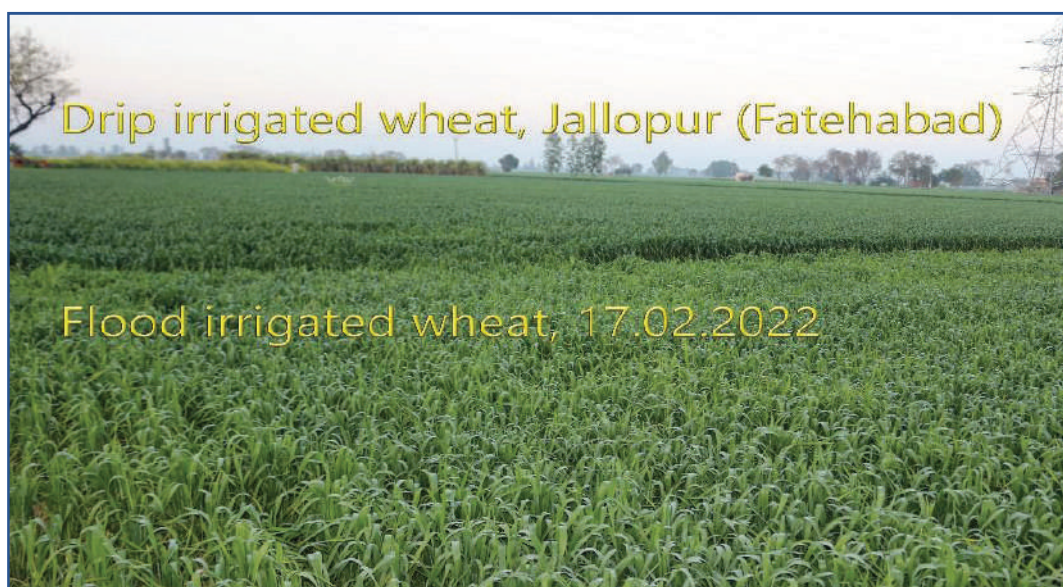 Drip irrigated wheat, Jallopur (Fatehabad)
Flood irrigated wheat, 17.02.2022